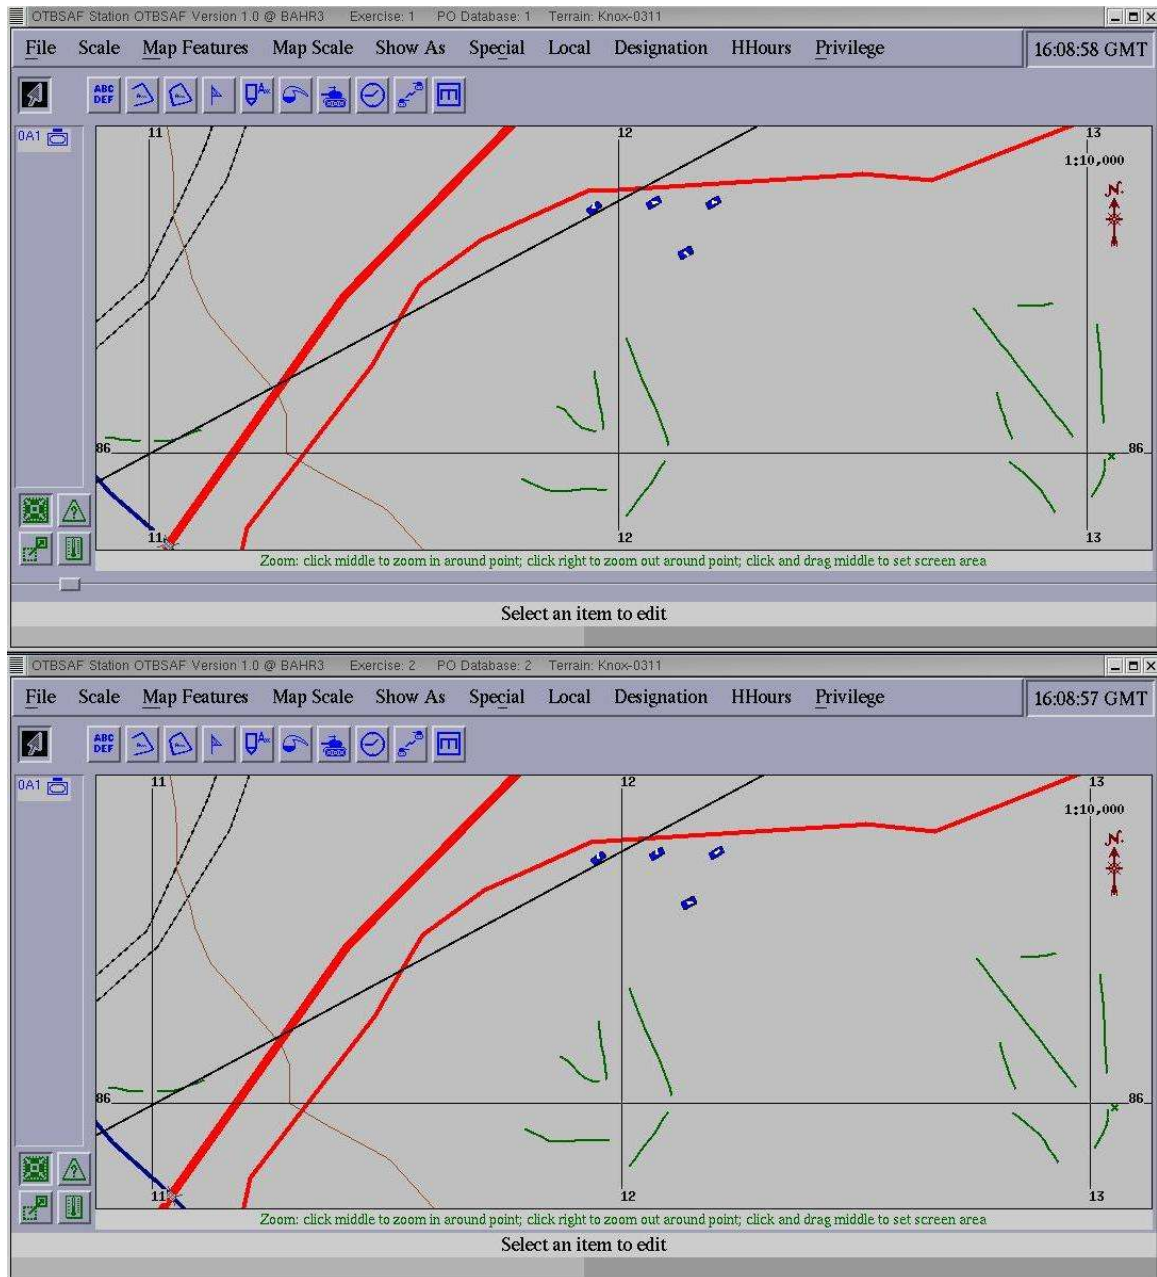 OTBSAF Station OTBSAF Version 1.0 @ BAHR3 Exercise: 1 PO Database: 1 Terrain: Knox-0311
File Scale Map Features Map Scale Show As Special Local Designation HHours Privilege 16:08:58 GMT
ABC
DEF
0A1
11 12 13
1:10,000
N.
86 86
11 12 13
Zoom: click middle to zoom in around point; click right to zoom out around point; click and drag middle to set screen area
Select an item to edit
OTBSAF Station OTBSAF Version 1.0 @ BAHR3 Exercise: 2 PO Database: 2 Terrain: Knox-0311
File Scale Map Features Map Scale Show As Special Local Designation HHours Privilege 16:08:57 GMT
ABC
DEF
0A1
11 12 13
1:10,000
N.
86 86
11 12 13
Zoom: click middle to zoom in around point; click right to zoom out around point; click and drag middle to set screen area
Select an item to edit